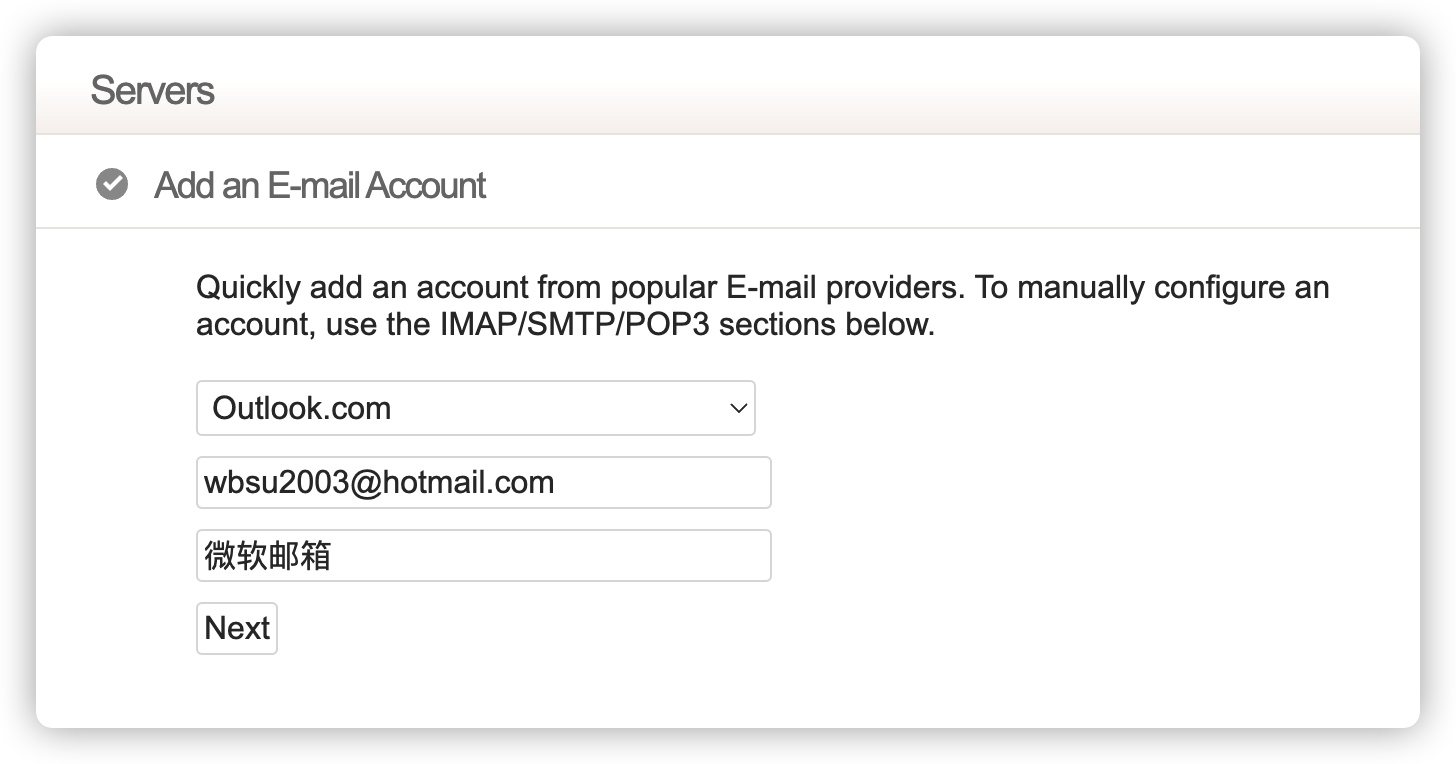 Servers
Add an E-mail Account
Quickly add an account from popular E-mail providers. To manually configure an
account, use the IMAP/SMTP/POP3 sections below.
Outlook.com
wbsu2003@hotmail.com
微软邮箱
Next